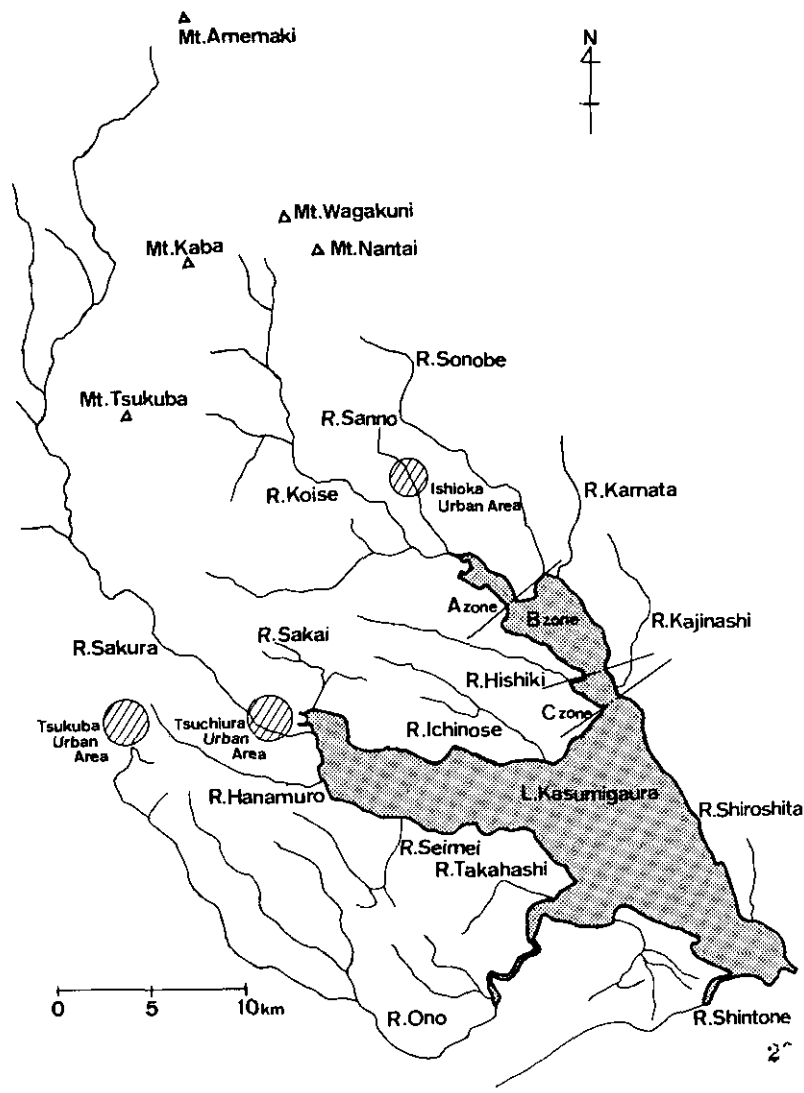 Mt.Amemaki
N
Mt.Wagakuni
Mt.Kaba
Mt.Nantai
R.Sonobe
Mt.Tsukuba
R.Sanno
R.Koise
Ishioka
Urban Area
R.Kamata
A zone
B zone
R.Kajinashi
R.Sakai
R.Sakura
R.Hishiki
C zone
Tsukuba
Urban
Area
Tsuchiura
Urban
Area
R.Ichinose
R.Hanamuro
L.Kasumigaura
R.Shiroshita
R.Seimei
R.Takahashi
0 5 10km
R.Ono
R.Shintone